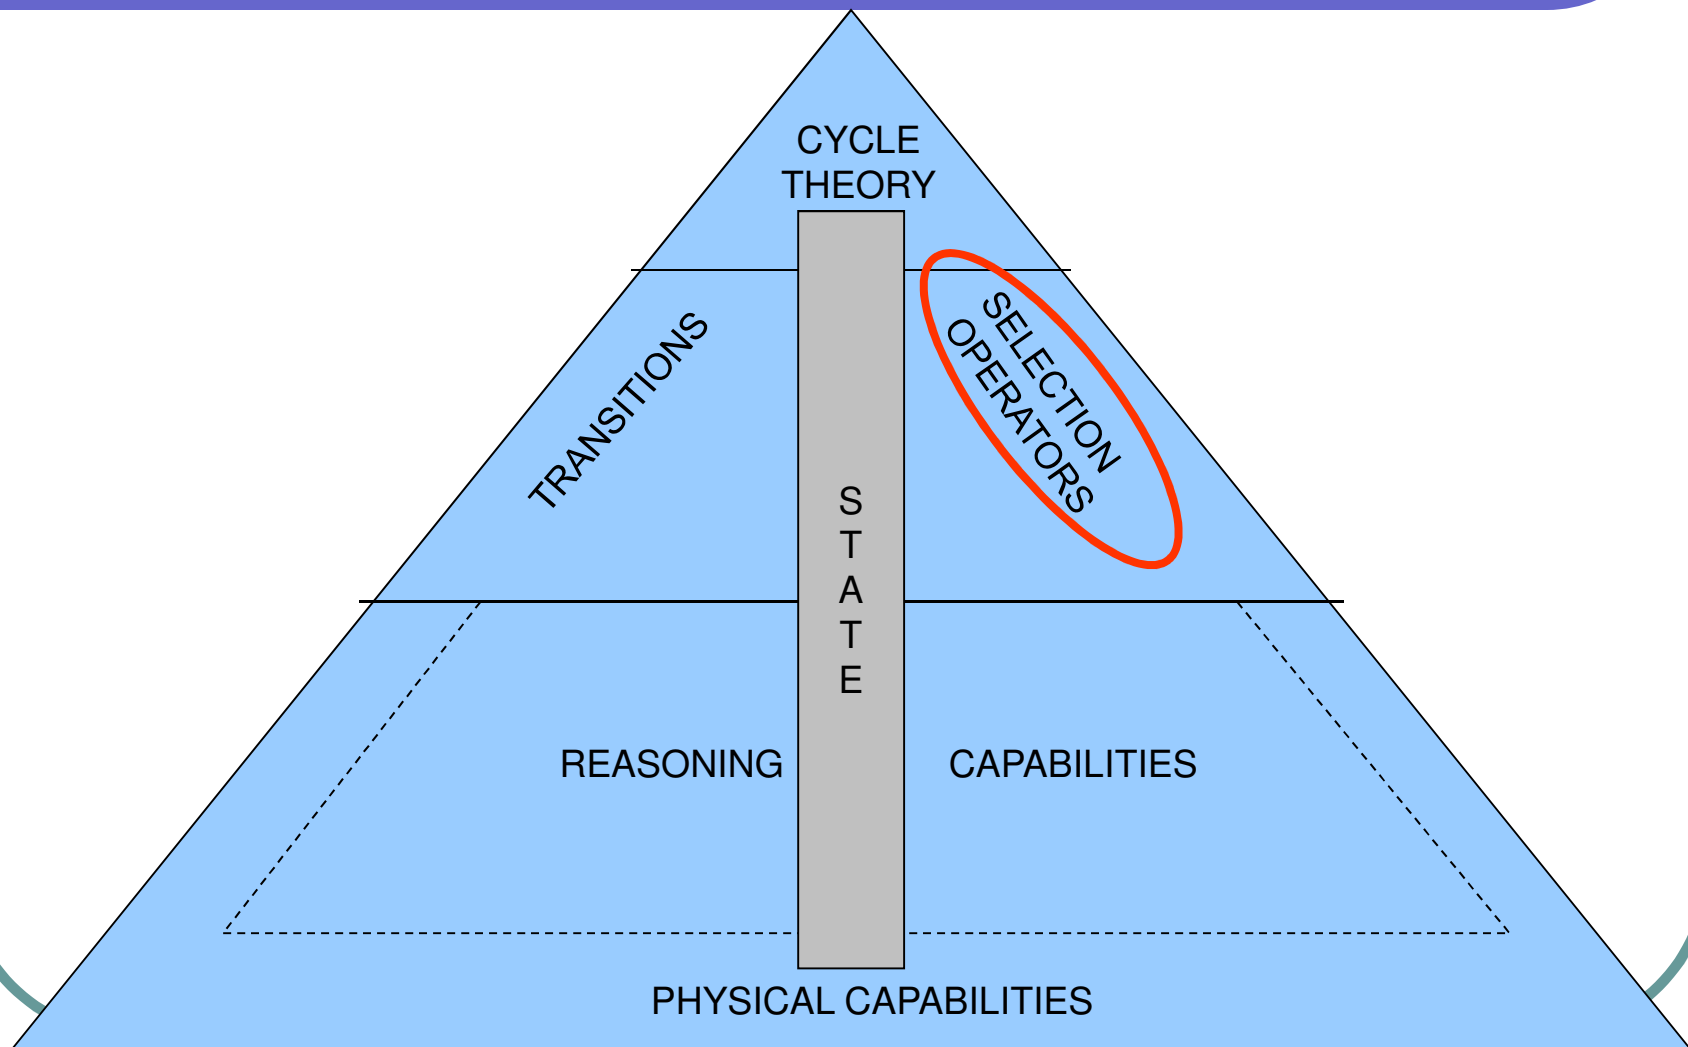 CYCLE
THEORY
TRANSITIONS
SELECTION
OPERATORS
S
T
A
T
E
REASONING
CAPABILITIES
PHYSICAL CAPABILITIES